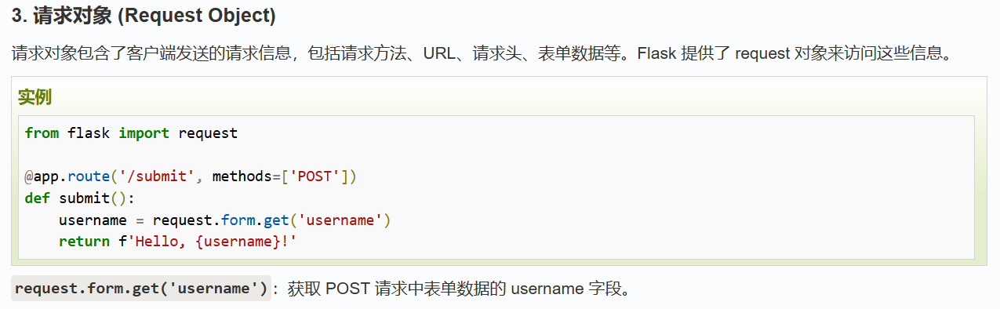 3. 请求对象 (Request Object)
请求对象包含了客户端发送的请求信息，包括请求方法、URL、请求头、表单数据等。Flask 提供了 request 对象来访问这些信息。
实例
from flask import request
@app.route('/submit', methods=['POST'])
def submit():
    username = request.form.get('username')
    return f'Hello, {username}!'
request.form.get('username')：获取 POST 请求中表单数据的 username 字段。